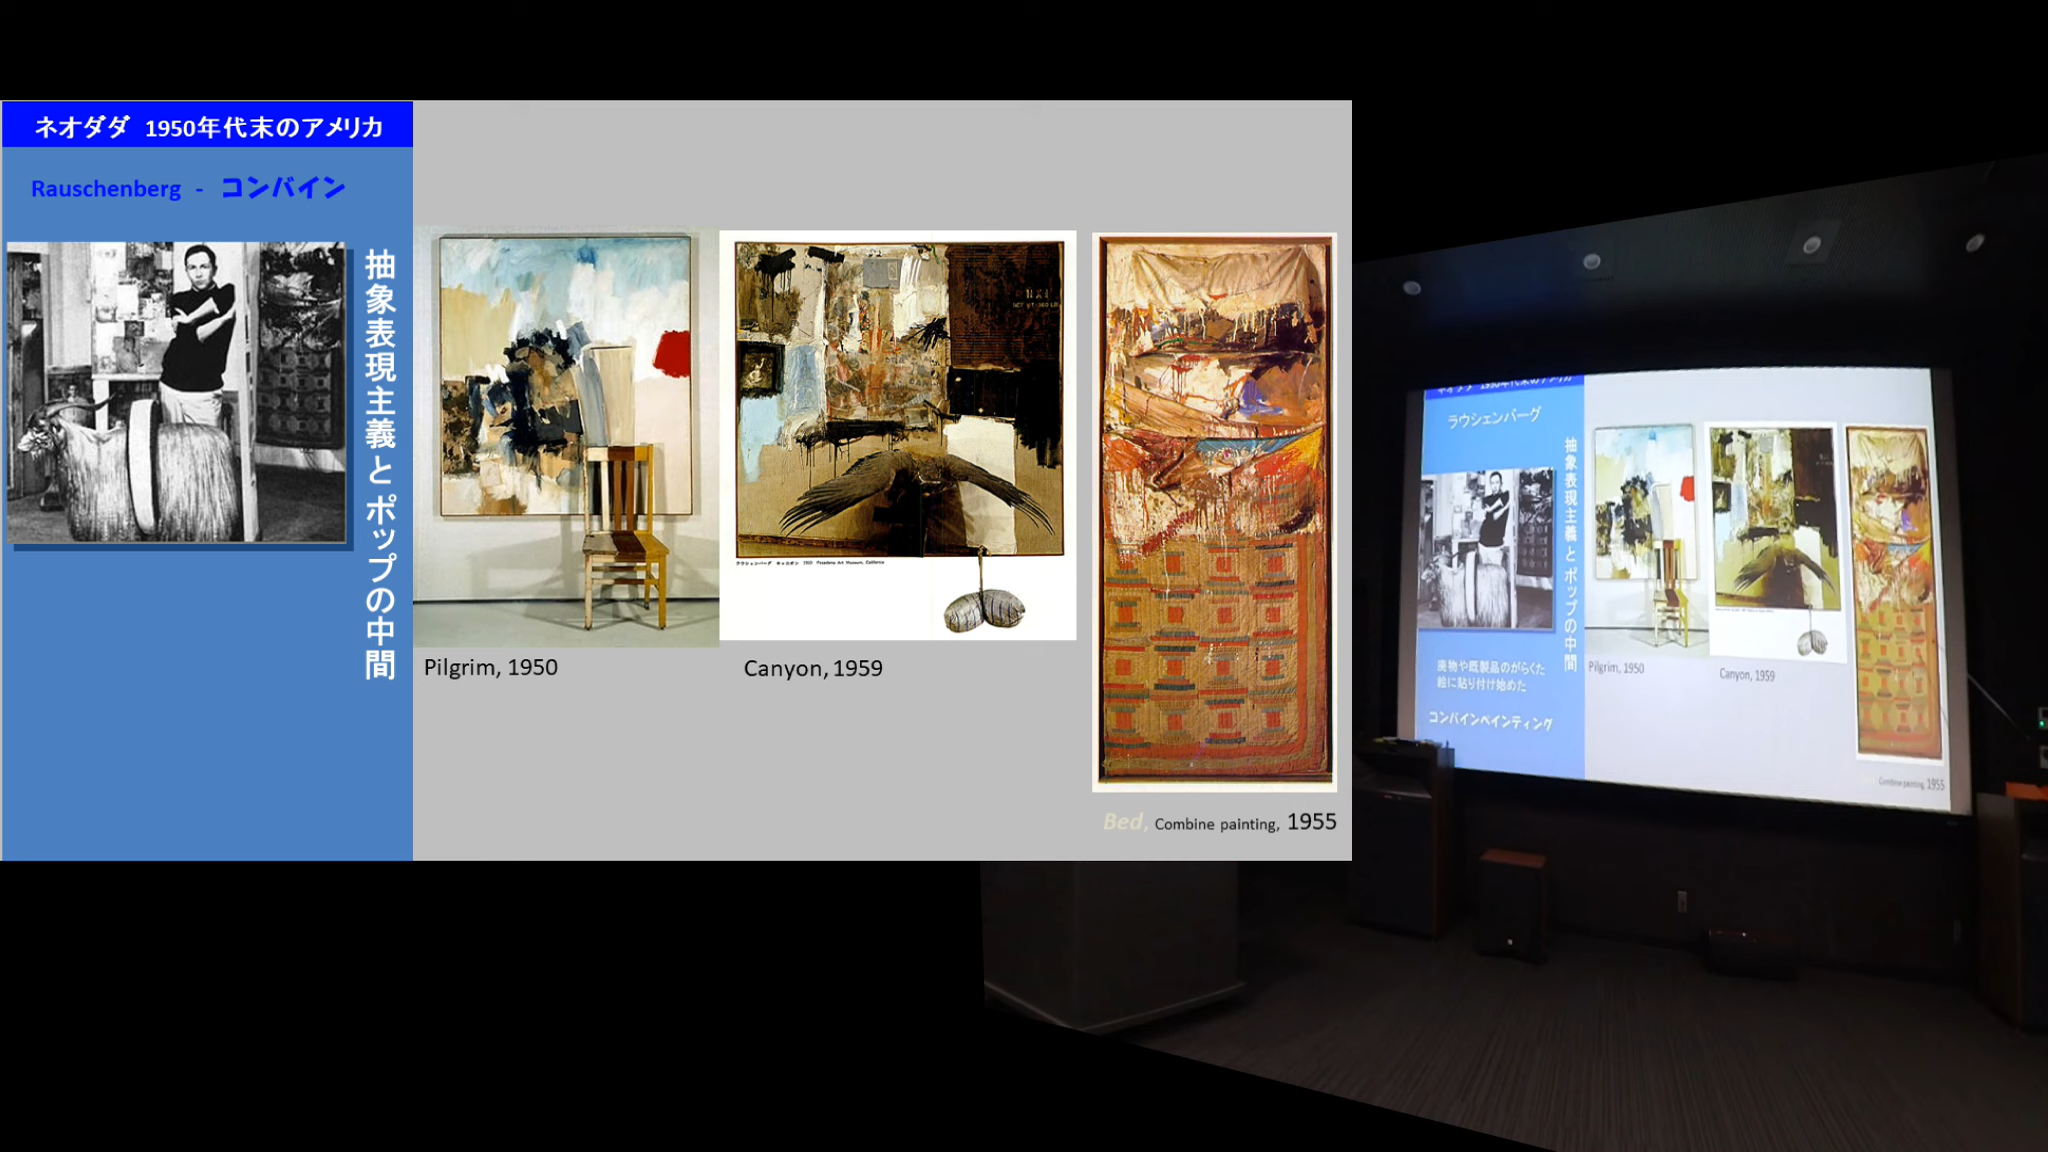 ネオダダ 1950年代末のアメリカ
Rauschenberg - コンバイン
抽象表現主義とポップの中間
Pilgrim, 1950
Canyon, 1959
Bed, Combine painting, 1955
ラウシェンバーグ
抽象表現主義とポップの中間
廃物や既製品のがらくた
絵に貼り付け始めた
コンバインペインティング
Pilgrim, 1950
Canyon, 1959
Combine painting, 1955